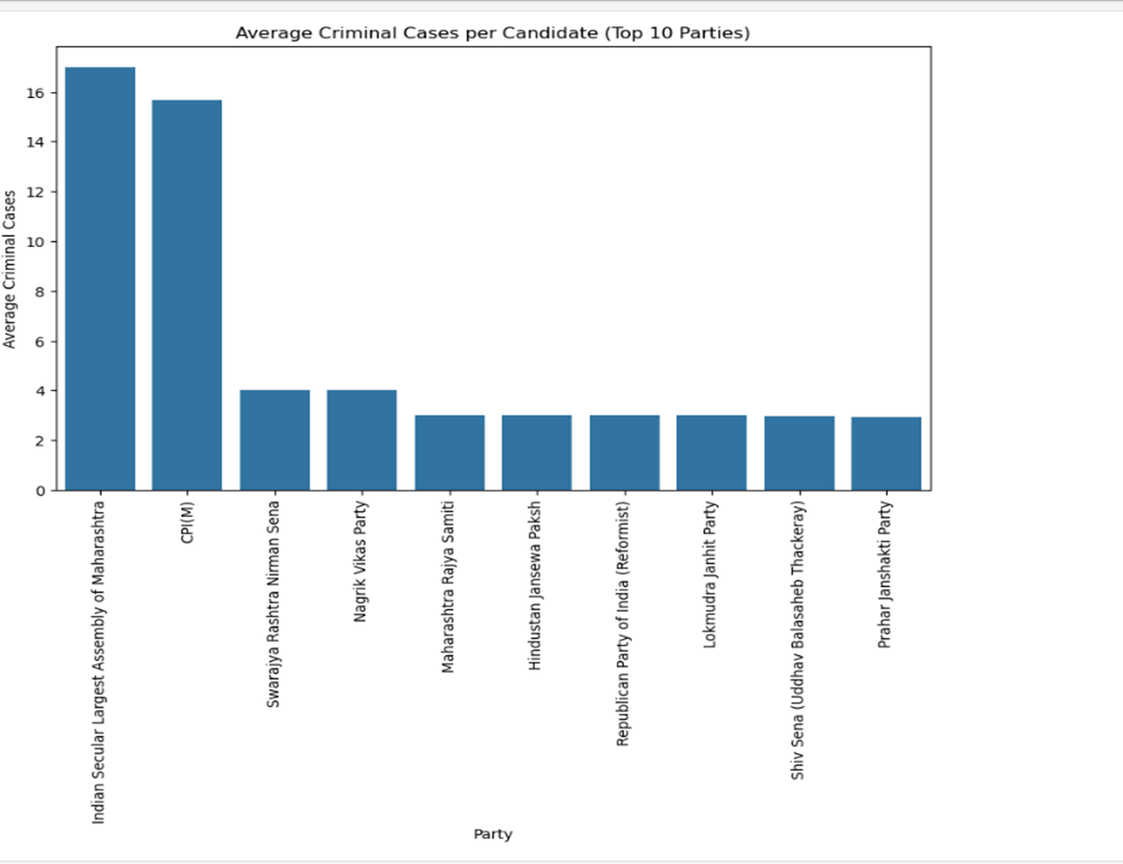 Average Criminal Cases per Candidate (Top 10 Parties)
Average Criminal Cases
16
14
12
10
8
6
4
2
0
Indian Secular Largest Assembly of Maharashtra
CPI(M)
Swarajya Rashtra Nirman Sena
Nagrik Vikas Party
Maharashtra Rajya Samiti
Hindustan Jansewa Paksh
Republican Party of India (Reformist)
Lokmudra Janhit Party
Shiv Sena (Uddhav Balasaheb Thackeray)
Prahar Janshakti Party
Party